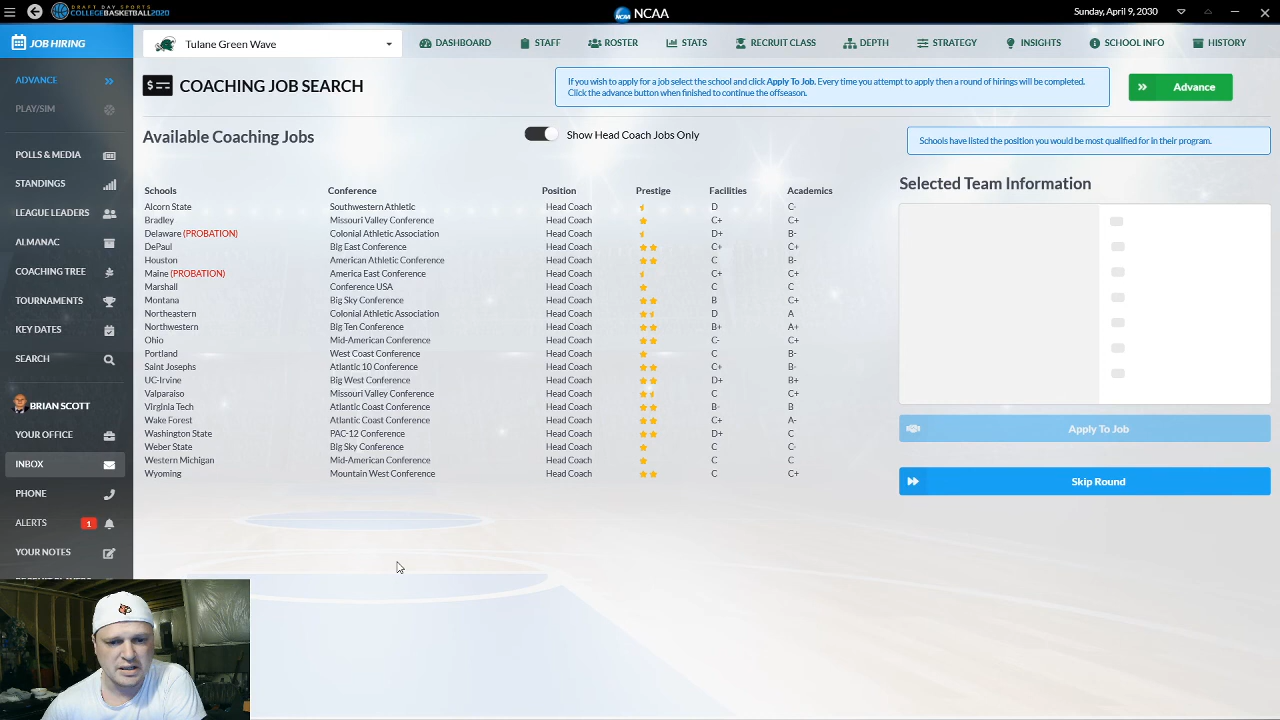 DRAFT DAY SPORTS
COLLEGEBASKETBALL2020
NCAA
Sunday, April 9, 2030
JOB HIRING
Tulane Green Wave
DASHBOARD
STAFF
ROSTER
STATS
RECRUIT CLASS
DEPTH
STRATEGY
INSIGHTS
SCHOOL INFO
HISTORY
ADVANCE
PLAY/SIM
POLLS & MEDIA
STANDINGS
LEAGUE LEADERS
ALMANAC
COACHING TREE
TOURNAMENTS
KEY DATES
SEARCH
BRIAN SCOTT
YOUR OFFICE
INBOX
PHONE
ALERTS 1
YOUR NOTES
COACHING JOB SEARCH
If you wish to apply for a job select the school and click Apply To Job. Every time you attempt to apply then a round of hirings will be completed.
Click the advance button when finished to continue the offseason.
Advance
Available Coaching Jobs
Show Head Coach Jobs Only
Schools have listed the position you would be most qualified for in their program.
Schools Conference Position Prestige Facilities Academics
Alcorn State Southwestern Athletic Head Coach D C-
Bradley Missouri Valley Conference Head Coach C+ C+
Delaware (PROBATION) Colonial Athletic Association Head Coach D+ B-
DePaul Big East Conference Head Coach C+ C+
Houston American Athletic Conference Head Coach C B-
Maine (PROBATION) America East Conference Head Coach C+ C+
Marshall Conference USA Head Coach C C
Montana Big Sky Conference Head Coach B C+
Northeastern Colonial Athletic Association Head Coach D A
Northwestern Big Ten Conference Head Coach B+ A+
Ohio Mid-American Conference Head Coach C- C+
Portland West Coast Conference Head Coach C B-
Saint Josephs Atlantic 10 Conference Head Coach C+ B-
UC-Irvine Big West Conference Head Coach D+ B+
Valparaiso Missouri Valley Conference Head Coach C C+
Virginia Tech Atlantic Coast Conference Head Coach B- B
Wake Forest Atlantic Coast Conference Head Coach C+ A-
Washington State PAC-12 Conference Head Coach D+ C
Weber State Big Sky Conference Head Coach C C-
Western Michigan Mid-American Conference Head Coach C C
Wyoming Mountain West Conference Head Coach C C+
Selected Team Information
Apply To Job
Skip Round